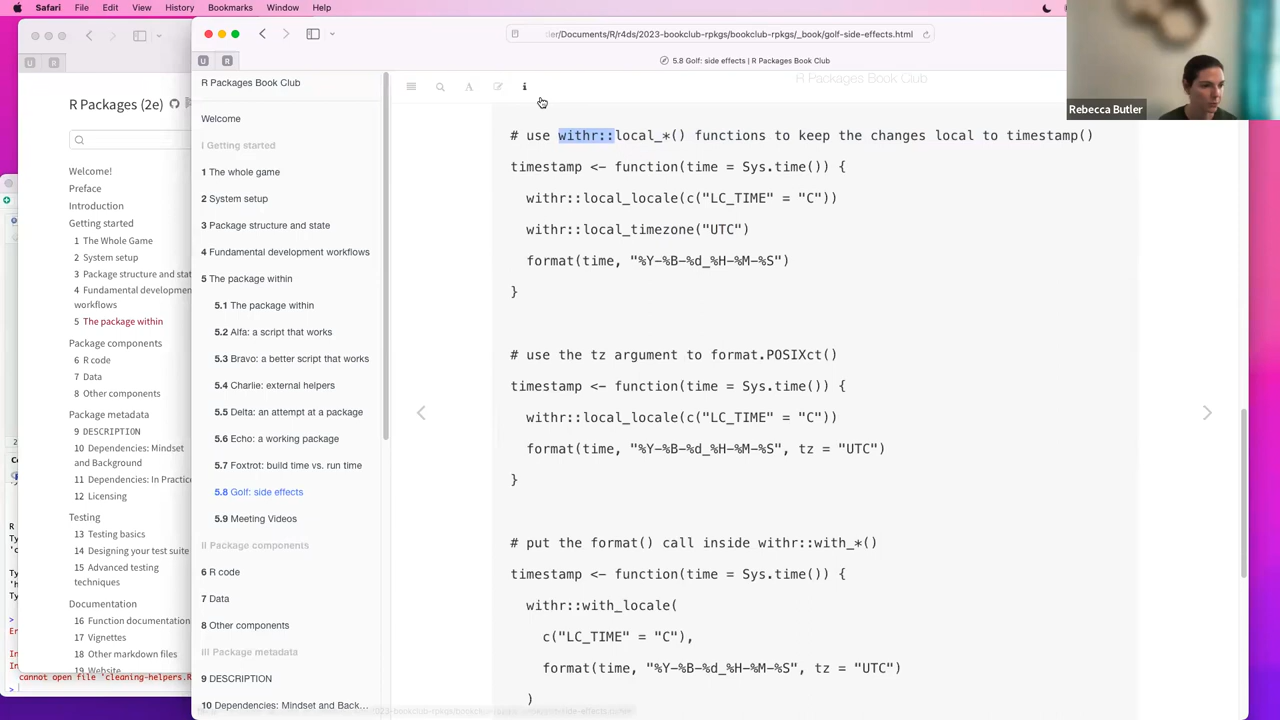 Safari File Edit View History Bookmarks Window Help
der/Documents/R/r4ds/2023-bookclub-rpkgs/bookclub-rpkgs/_book/golf-side-effects.html
5.8 Golf: side effects | R Packages Book Club
Rebecca Butler
R Packages (2e)
Welcome!
Preface
Introduction
Getting started
1 The Whole Game
2 System setup
3 Package structure and stat
4 Fundamental developmen
workflows
5 The package within
Package components
6 R code
7 Data
8 Other components
Package metadata
9 DESCRIPTION
10 Dependencies: Mindset
and Background
11 Dependencies: In Practice
12 Licensing
Testing
13 Testing basics
14 Designing your test suite
15 Advanced testing
techniques
Documentation
16 Function documentation
17 Vignettes
18 Other markdown files
19 Website
cannot open file 'cleaning-helpers.R
R Packages Book Club
Welcome
I Getting started
1 The whole game
2 System setup
3 Package structure and state
4 Fundamental development workflows
5 The package within
5.1 The package within
5.2 Alfa: a script that works
5.3 Bravo: a better script that works
5.4 Charlie: external helpers
5.5 Delta: an attempt at a package
5.6 Echo: a working package
5.7 Foxtrot: build time vs. run time
5.8 Golf: side effects
5.9 Meeting Videos
II Package components
6 R code
7 Data
8 Other components
III Package metadata
9 DESCRIPTION
10 Dependencies: Mindset and Back...
R Packages Book Club
# use withr::local_*() functions to keep the changes local to timestamp()
timestamp <- function(time = Sys.time()) {
withr::local_locale(c("LC_TIME" = "C"))
withr::local_timezone("UTC")
format(time, "%Y-%B-%d_%H-%M-%S")
}
# use the tz argument to format.POSIXct()
timestamp <- function(time = Sys.time()) {
withr::local_locale(c("LC_TIME" = "C"))
format(time, "%Y-%B-%d_%H-%M-%S", tz = "UTC")
}
# put the format() call inside withr::with_*()
timestamp <- function(time = Sys.time()) {
withr::with_locale(
c("LC_TIME" = "C"),
format(time, "%Y-%B-%d_%H-%M-%S", tz = "UTC")
)